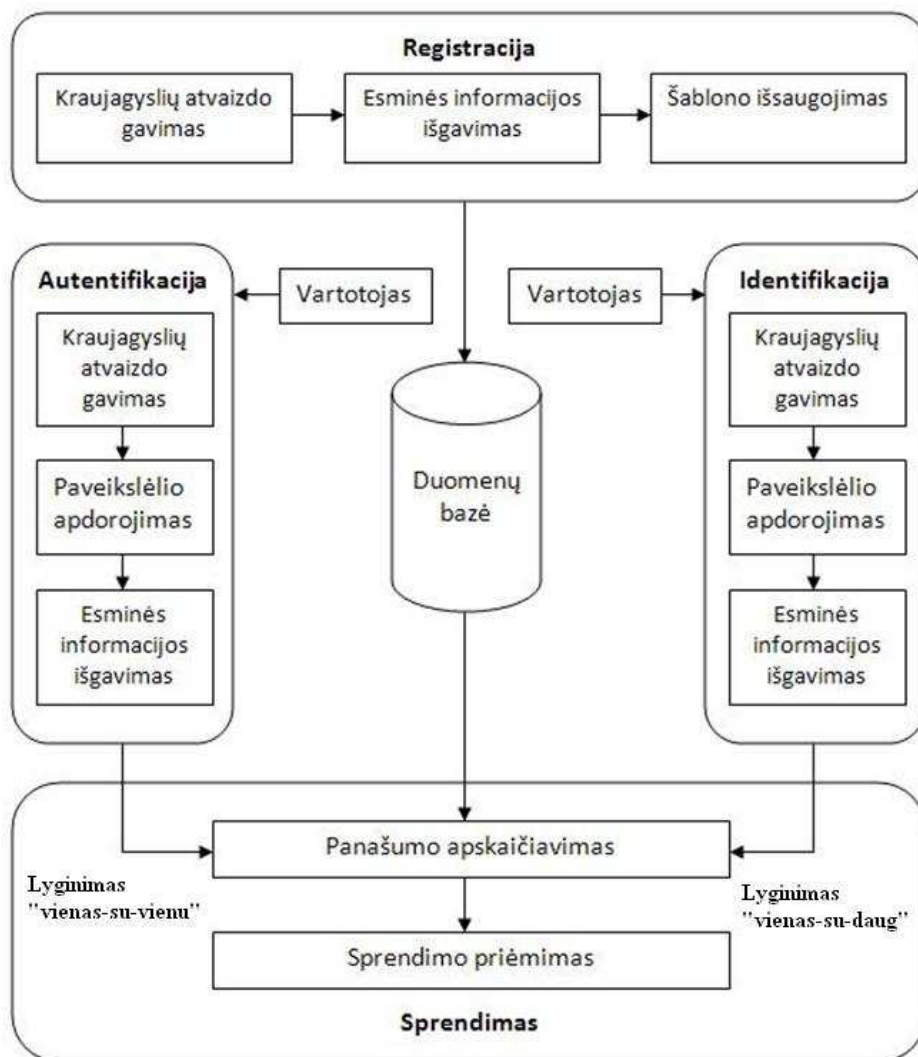 Registracija
Kraujagyslių atvaizdo
gavimas
Esminės informacijos
išgavimas
Šablono išsaugojimas
Autentifikacija
Kraujagyslių
atvaizdo
gavimas
Paveikslėlio
apdorojimas
Esminės
informacijos
išgavimas
Vartotojas
Vartotojas
Duomenų
bazė
Identifikacija
Kraujagyslių
atvaizdo
gavimas
Paveikslėlio
apdorojimas
Esminės
informacijos
išgavimas
Panašumo apskaičiavimas
Lyginimas
"vienas-su-vienu"
Lyginimas
"vienas-su-daug"
Sprendimo priėmimas
Sprendimas